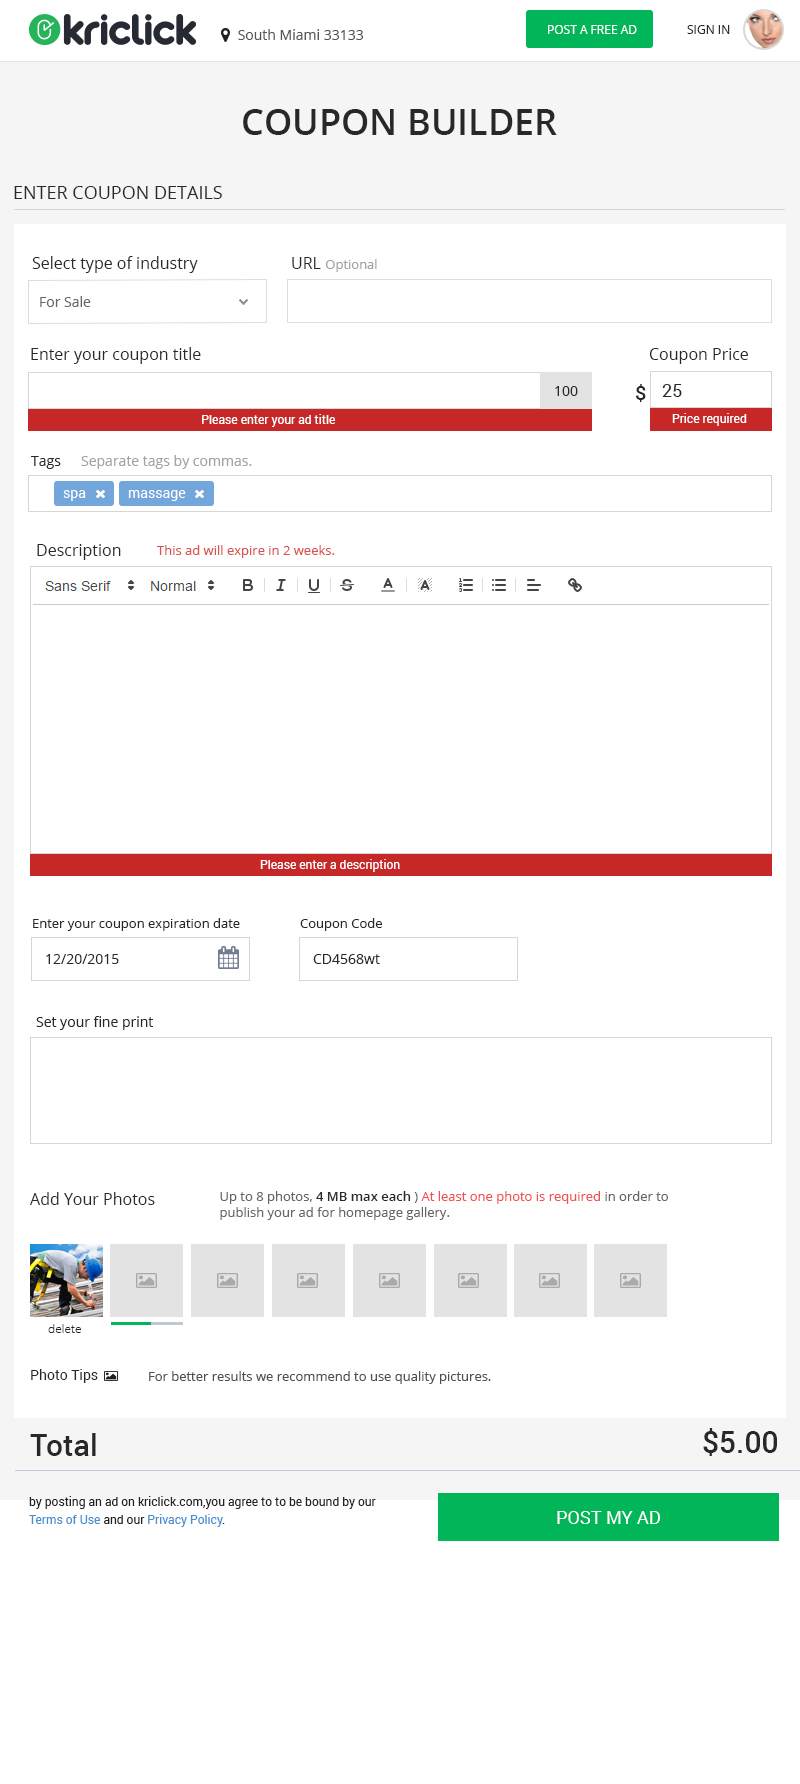 kriclick
South Miami 33133
POST A FREE AD
SIGN IN
COUPON BUILDER
ENTER COUPON DETAILS
Select type of industry
URL Optional
For Sale
Enter your coupon title
Coupon Price
100
$ 25
Please enter your ad title
Price required
Tags Separate tags by commas.
spa ✖ massage ✖
Description This ad will expire in 2 weeks.
Sans Serif Normal B I U S A A
Please enter a description
Enter your coupon expiration date
Coupon Code
12/20/2015
CD4568wt
Set your fine print
Add Your Photos
Up to 8 photos, 4 MB max each ) At least one photo is required in order to
publish your ad for homepage gallery.
delete
Photo Tips
For better results we recommend to use quality pictures.
Total $5.00
by posting an ad on kriclick.com,you agree to to be bound by our
Terms of Use and our Privacy Policy.
POST MY AD